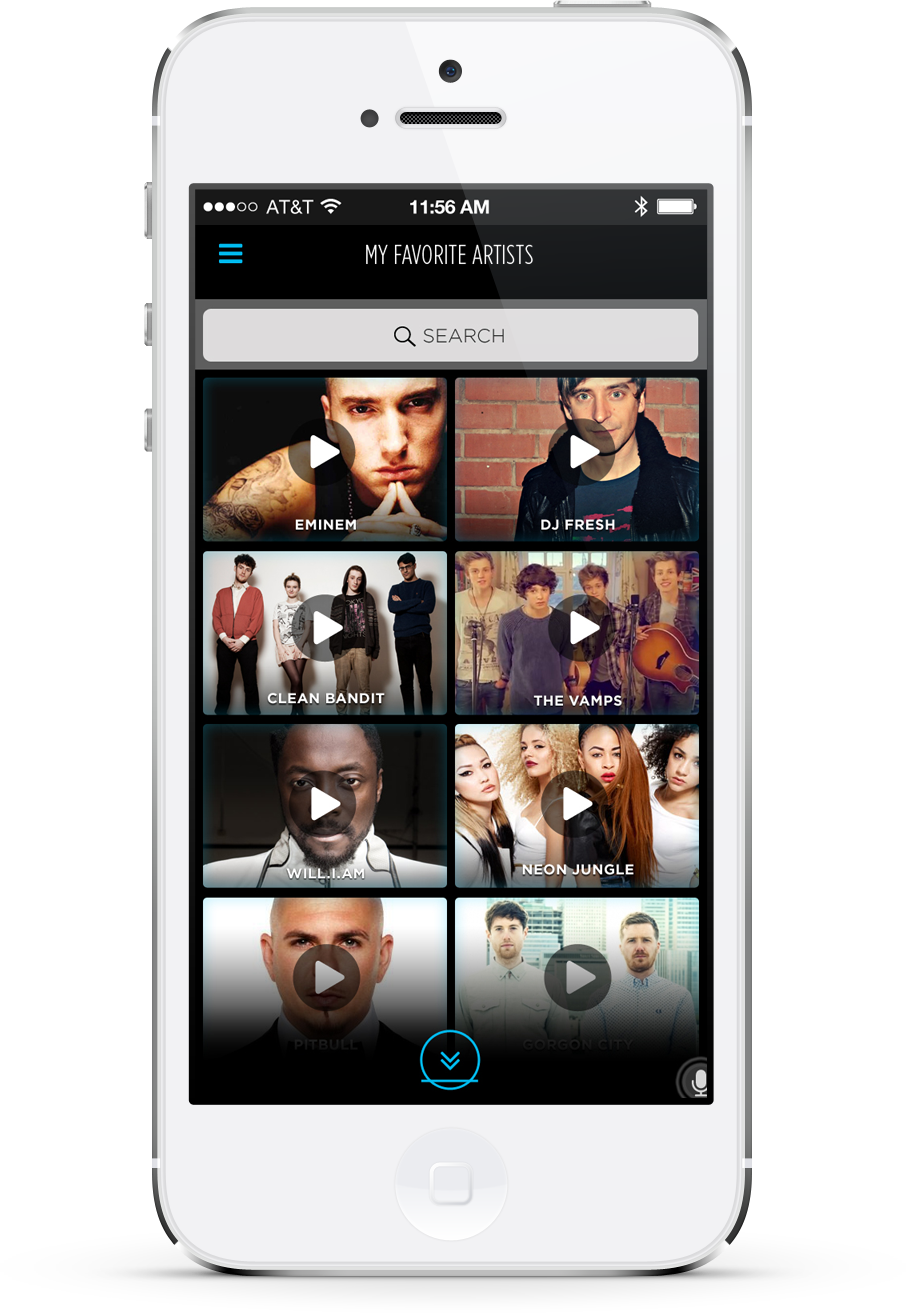 AT&T 11:56 AM
MY FAVORITE ARTISTS
SEARCH
EMINEM DJ FRESH
CLEAN BANDIT THE VAMPS
WILL.I.AM NEON JUNGLE
PITBULL GORGON CITY